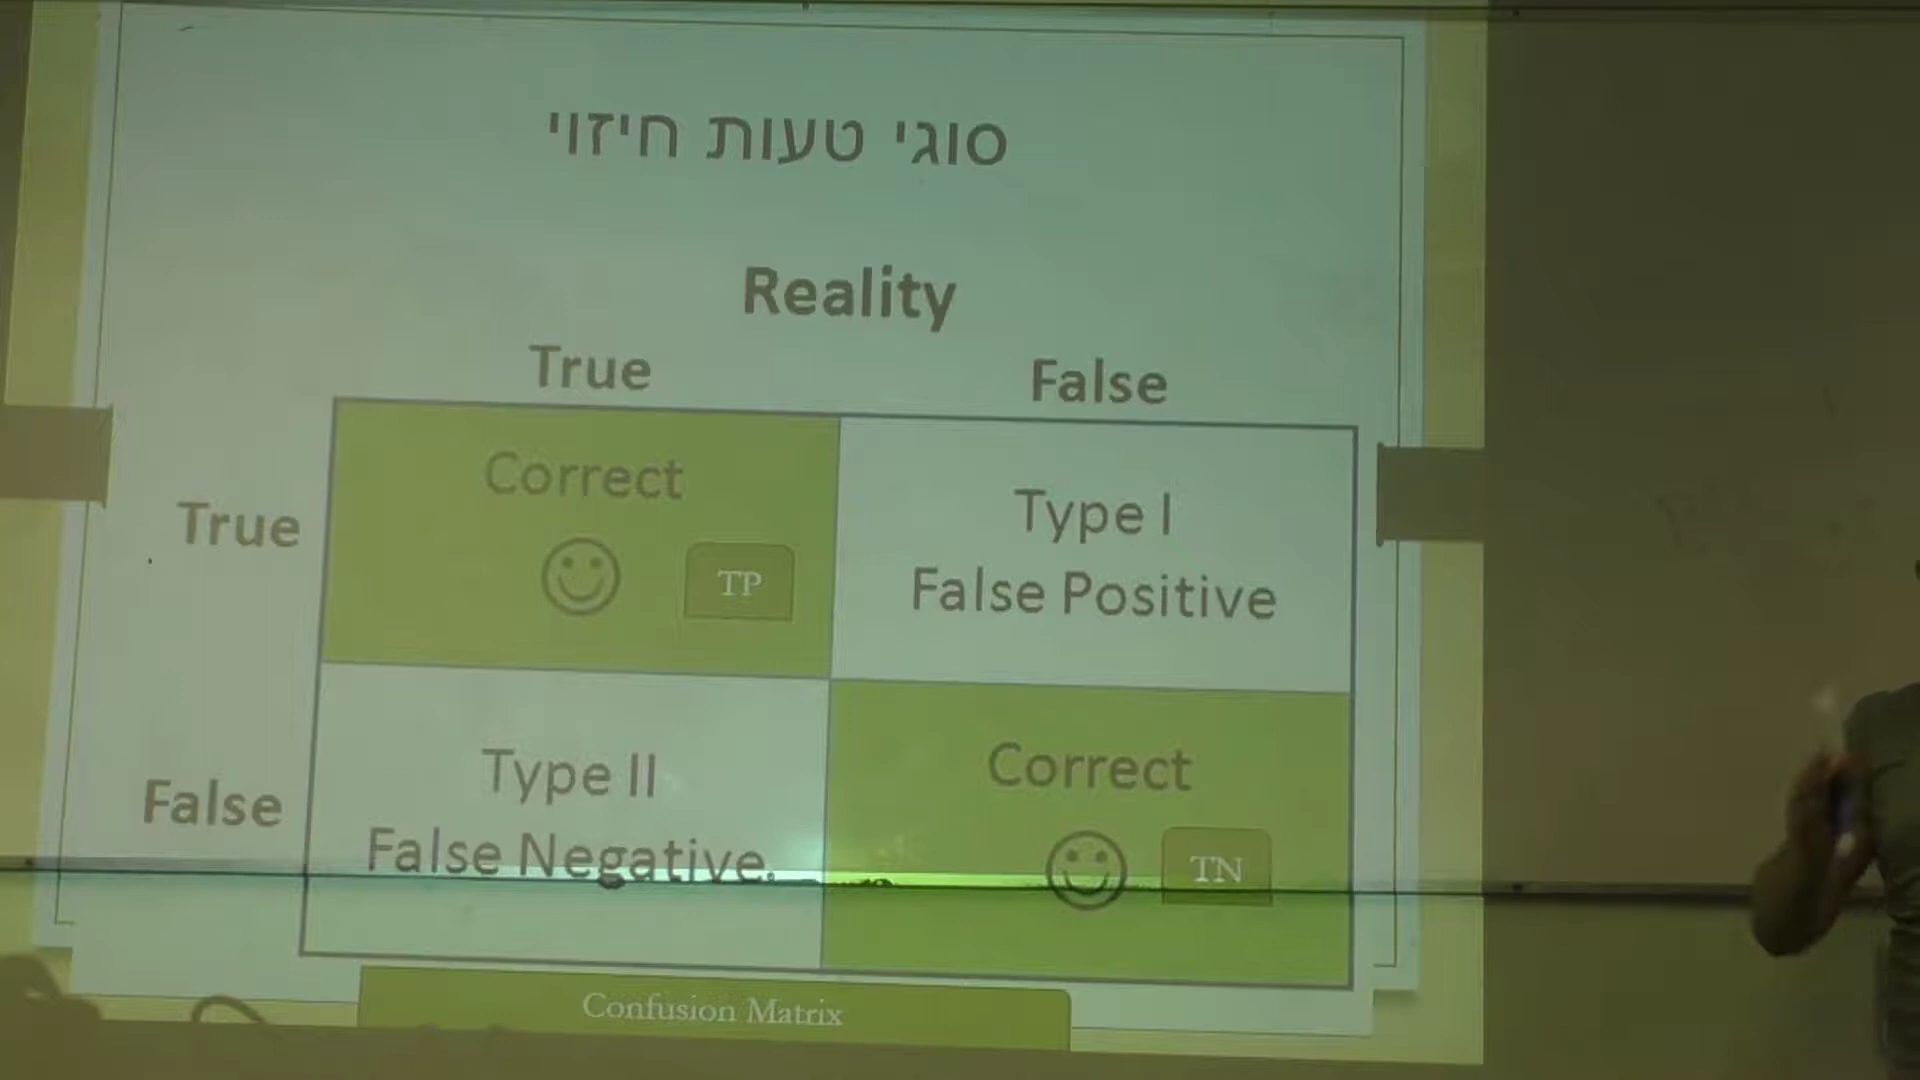 סוגי טעות חיזוי
Reality
True
False
True
Correct
TP
Type I
False Positive
False
Type II
False Negative
Correct
TN
Confusion Matrix